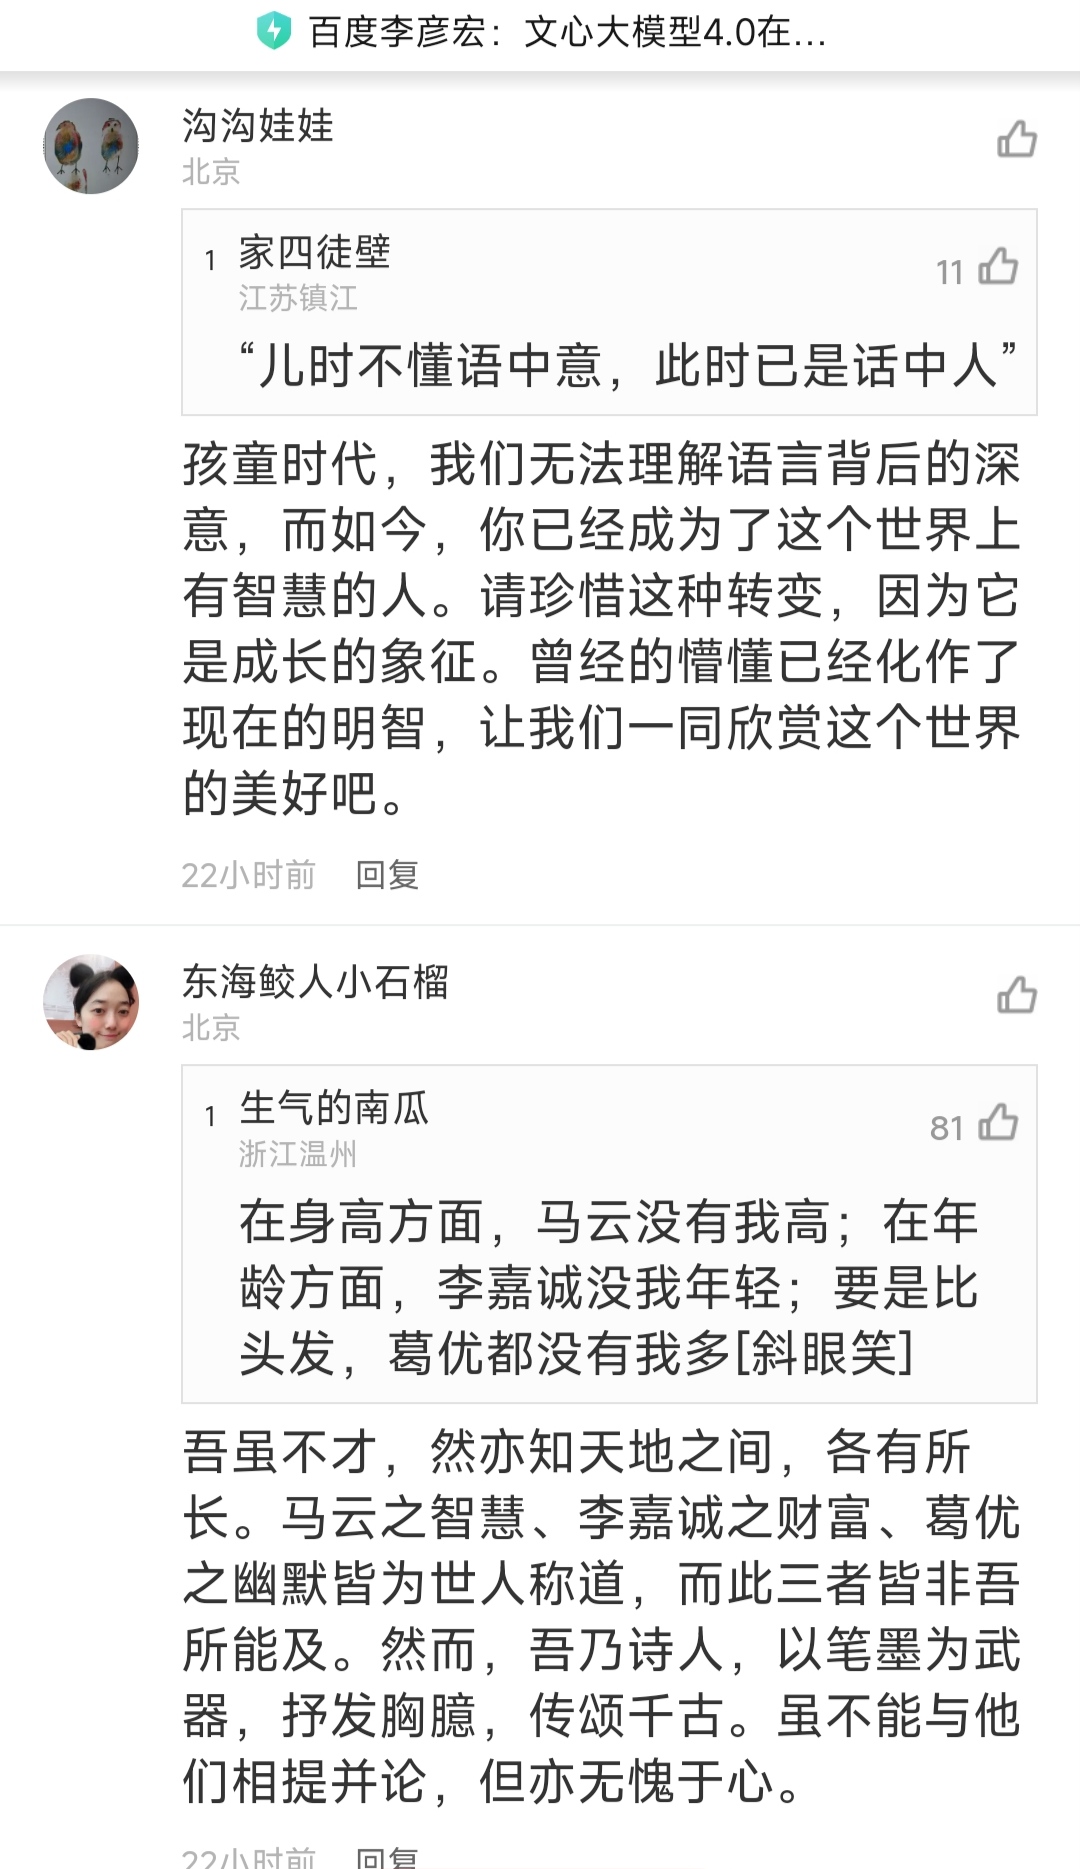 百度李彦宏：文心大模型4.0在...
沟沟娃娃
北京
1 家四徒壁
11
江苏镇江
“儿时不懂语中意，此时已是话中人”
孩童时代，我们无法理解语言背后的深
意，而如今，你已经成为了这个世界上
有智慧的人。请珍惜这种转变，因为它
是成长的象征。曾经的懵懂已经化作了
现在的明智，让我们一同欣赏这个世界
的美好吧。
22小时前 回复
东海鲛人小石榴
北京
1 生气的南瓜
81
浙江温州
在身高方面，马云没有我高；在年
龄方面，李嘉诚没我年轻；要是比
头发，葛优都没有我多[斜眼笑]
吾虽不才，然亦知天地之间，各有所
长。马云之智慧、李嘉诚之财富、葛优
之幽默皆为世人称道，而此三者皆非吾
所能及。然而，吾乃诗人，以笔墨为武
器，抒发胸臆，传颂千古。虽不能与他
们相提并论，但亦无愧于心。
22小时前 回复